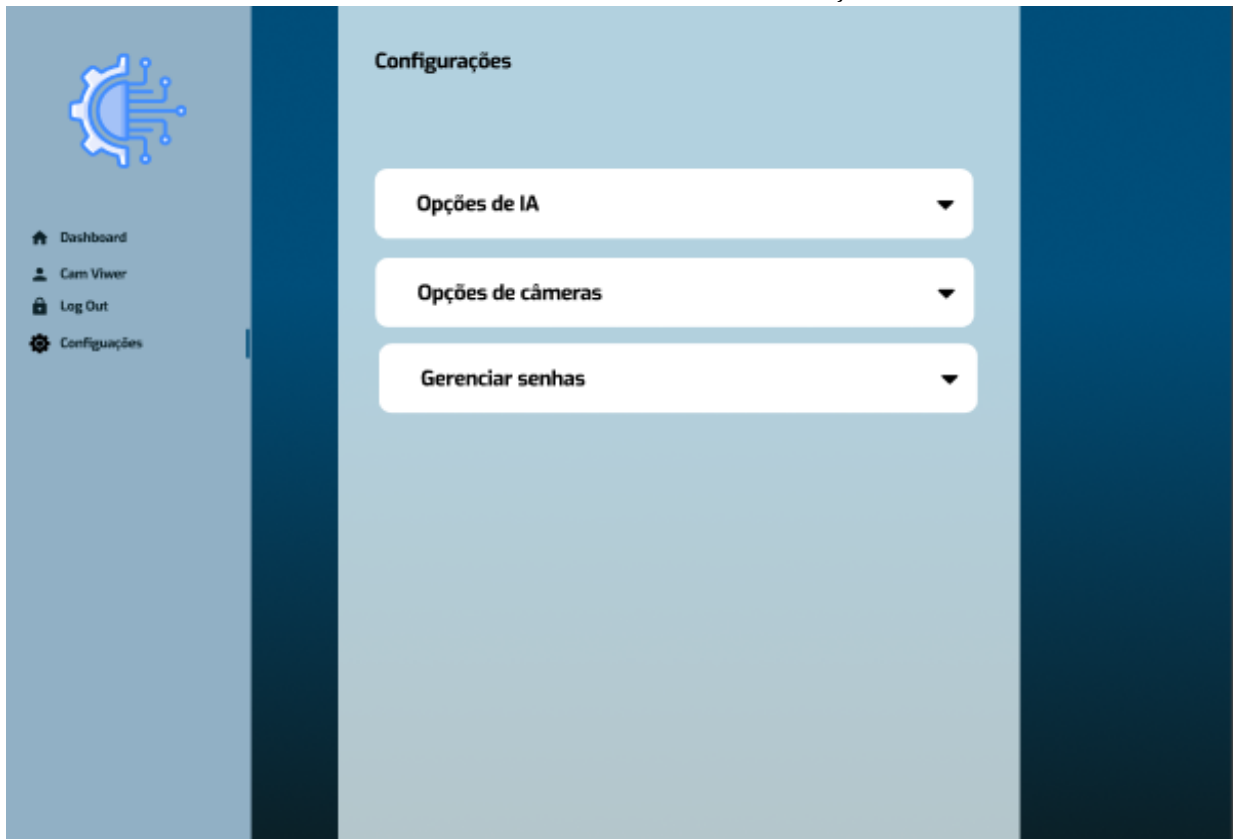 Configurações
Opções de IA
Opções de câmeras
Gerenciar senhas
Dashboard
Cam Viwer
Log Out
Configuações